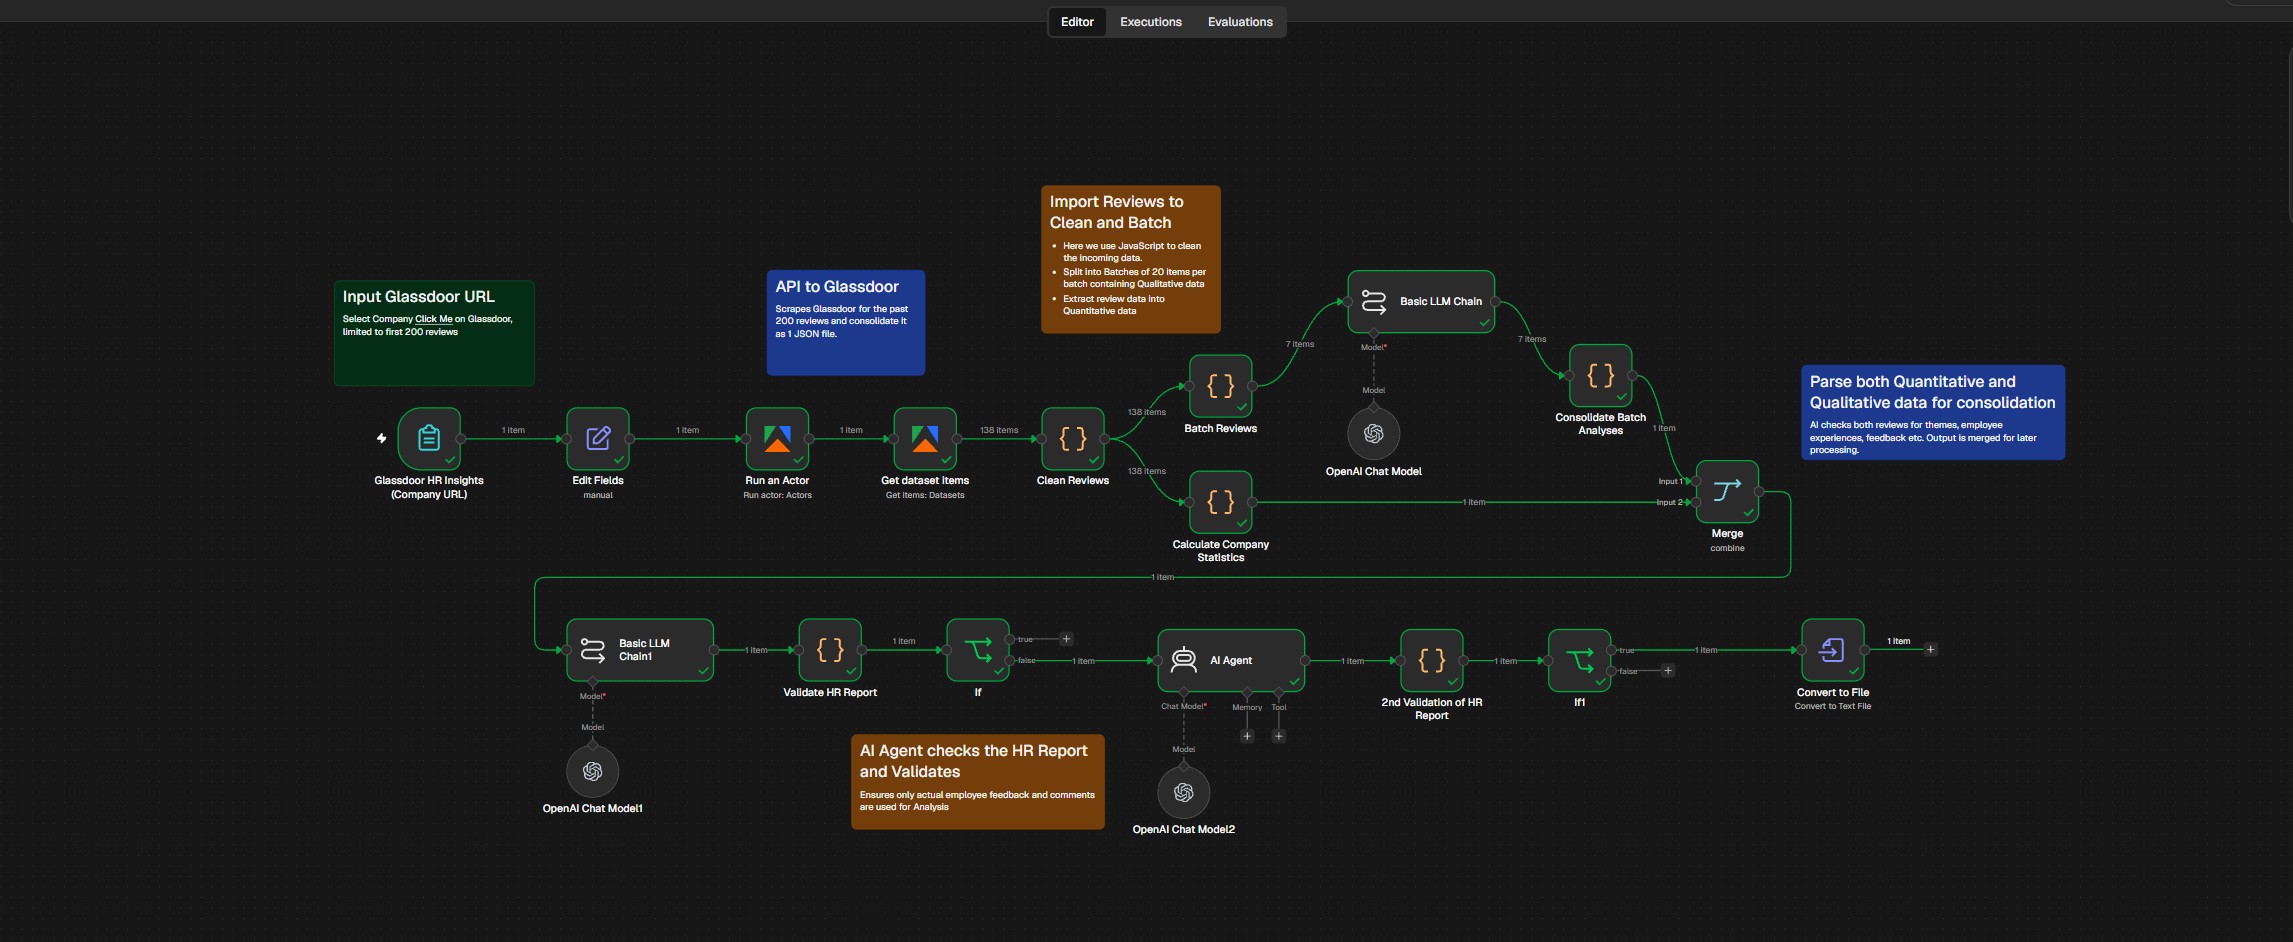 Editor Executions Evaluations
Import Reviews to
Clean and Batch
• Here we use JavaScript to clean
the incoming data.
• Split into Batches of 20 items per
batch containing Qualitative data
• Extract review data into
Quantitative data
Input Glassdoor URL
Select Company Click Me on Glassdoor,
limited to first 200 reviews
API to Glassdoor
Scrapes Glassdoor for the past
200 reviews and consolidate it
as 1 JSON file.
Basic LLM Chain
7 items
Model*
Model
OpenAI Chat Model
7 items
Consolidate Batch
Analyses
1 item
Parse both Quantitative and
Qualitative data for consolidation
AI checks both reviews for themes, employee
experiences, feedback etc. Output is merged for later
processing.
Glassdoor HR Insights
(Company URL)
1 item
Edit Fields
manual
1 item
Run an Actor
Run actor: Actors
1 item
Get dataset items
Get items: Datasets
138 items
Clean Reviews
138 items
Batch Reviews
138 items
Calculate Company
Statistics
1 item
Input 1
Input 2
Merge
combine
1 item
Basic LLM
Chain1
Model*
Model
OpenAI Chat Model1
1 item
Validate HR Report
1 item
If
true
false
1 item
AI Agent
Chat Model*
Memory
Tool
Model
OpenAI Chat Model2
AI Agent checks the HR Report
and Validates
Ensures only actual employee feedback and comments
are used for Analysis
1 item
2nd Validation of HR
Report
1 item
If1
true
false
1 item
Convert to File
Convert to Text File
1 item